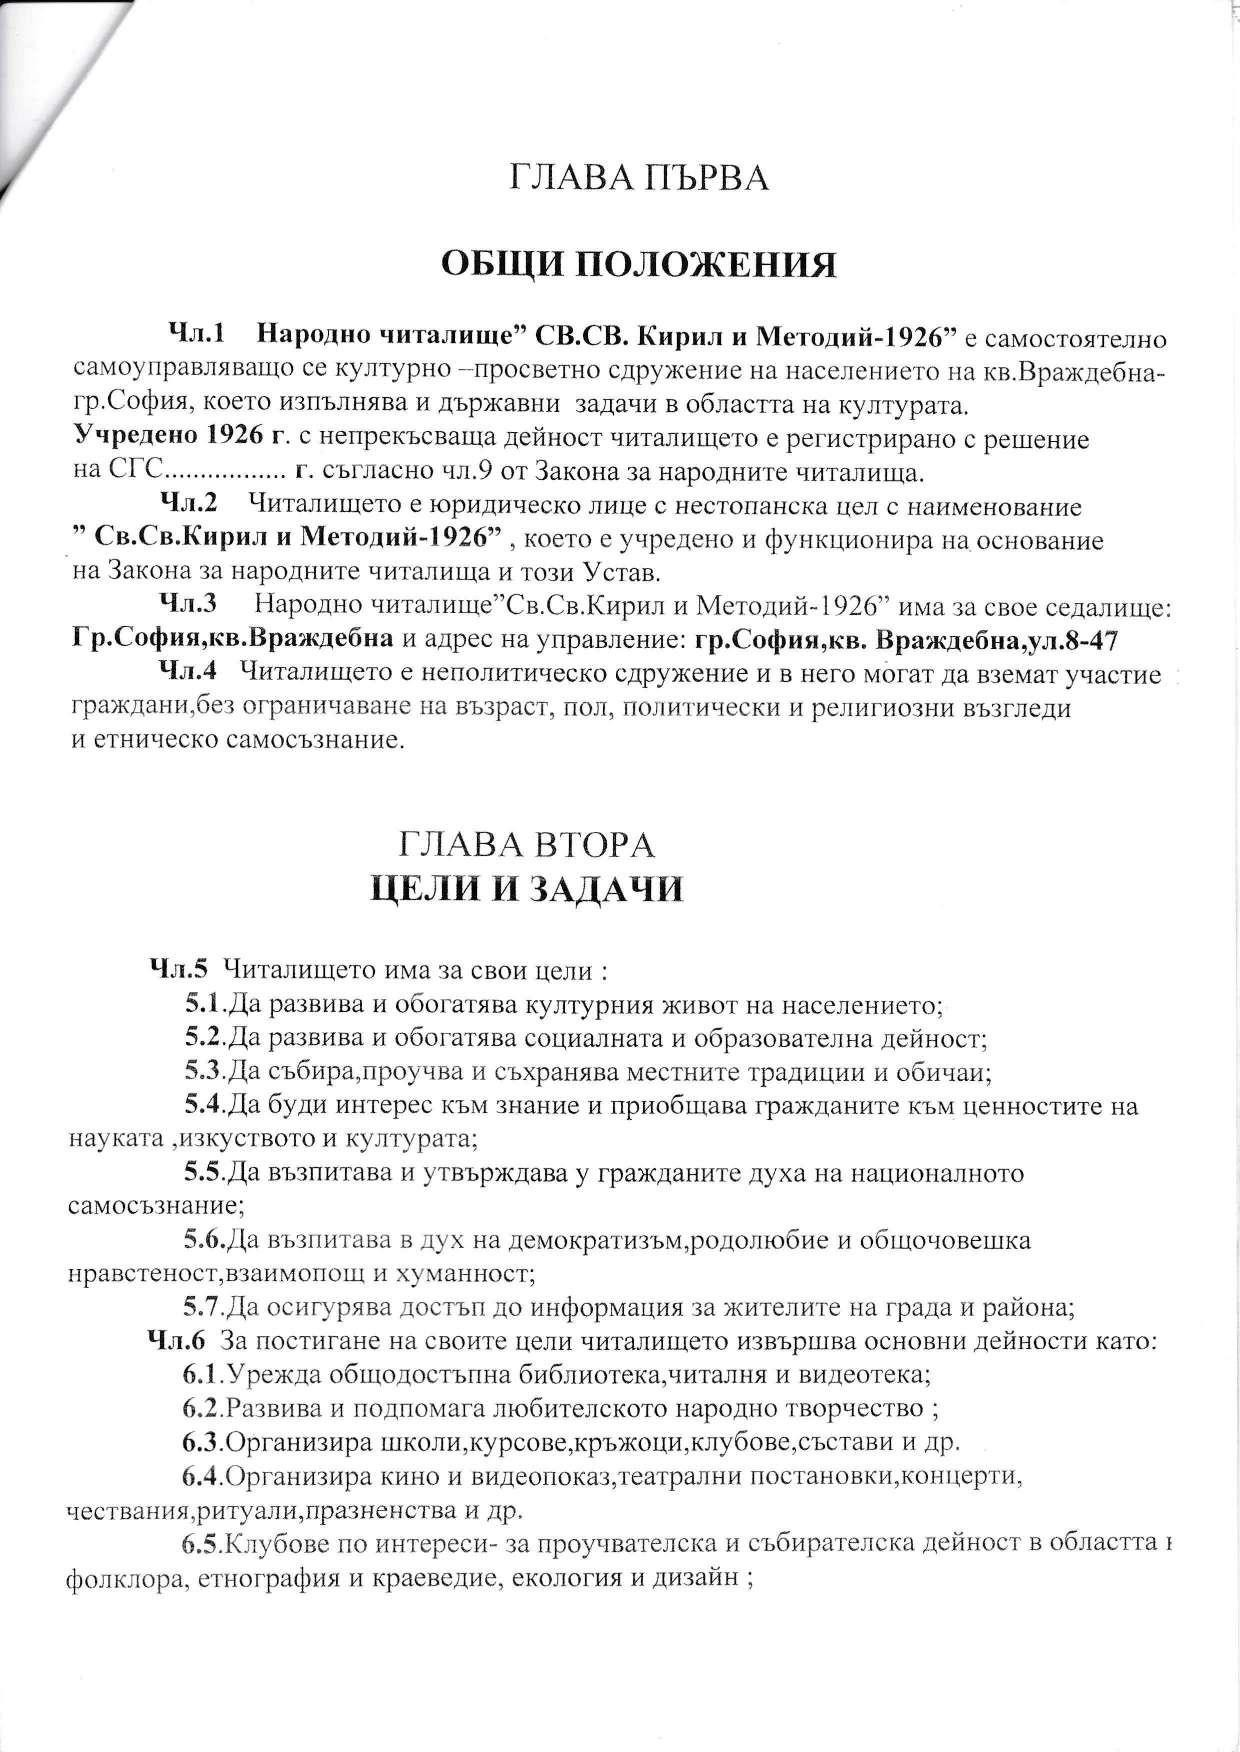 ГЛАВА ПЪРВА
ОБЩИ ПОЛОЖЕНИЯ
Чл.1 Народно читалище” СВ.СВ. Кирил и Методий-1926” е самостоятелно
самоуправляващо се културно –просветно сдружение на населението на кв.Враждебна-
гр.София, което изпълнява и държавни задачи в областта на културата.
Учредено 1926 г. с непрекъсваща дейност читалището е регистрирано с решение
на СГС................. г. съгласно чл.9 от Закона за народните читалища.
Чл.2 Читалището е юридическо лице с нестопанска цел с наименование
” Св.Св.Кирил и Методий-1926” , което е учредено и функционира на основание
на Закона за народните читалища и този Устав.
Чл.3 Народно читалище”Св.Св.Кирил и Методий-1926” има за свое седалище:
Гр.София,кв.Враждебна и адрес на управление: гр.София,кв. Враждебна,ул.8-47
Чл.4 Читалището е неполитическо сдружение и в него могат да вземат участие
граждани,без ограничаване на възраст, пол, политически и религиозни възгледи
и етническо самосъзнание.
ГЛАВА ВТОРА
ЦЕЛИ И ЗАДАЧИ
Чл.5 Читалището има за свои цели :
5.1.Да развива и обогатява културния живот на населението;
5.2.Да развива и обогатява социалната и образователна дейност;
5.3.Да събира,проучва и съхранява местните традиции и обичаи;
5.4.Да буди интерес към знание и приобщава гражданите към ценностите на
науката ,изкуството и културата;
5.5.Да възпитава и утвърждава у гражданите духа на националното
самосъзнание;
5.6.Да възпитава в дух на демократизъм,родолюбие и общочовешка
нравстеност,взаимопощ и хуманност;
5.7.Да осигурява достъп до информация за жителите на града и района;
Чл.6 За постигане на своите цели читалището извършва основни дейности като:
6.1.Урежда общодостъпна библиотека,читалня и видеотека;
6.2.Развива и подпомага любителското народно творчество ;
6.3.Организира школи,курсове,кръжоци,клубове,състави и др.
6.4.Организира кино и видеопоказ,театрални постановки,концерти,
чествания,ритуали,празненства и др.
6.5.Клубове по интереси- за проучвателска и събирателска дейност в областта
фолклора, етнография и краеведие, екология и дизайн ;